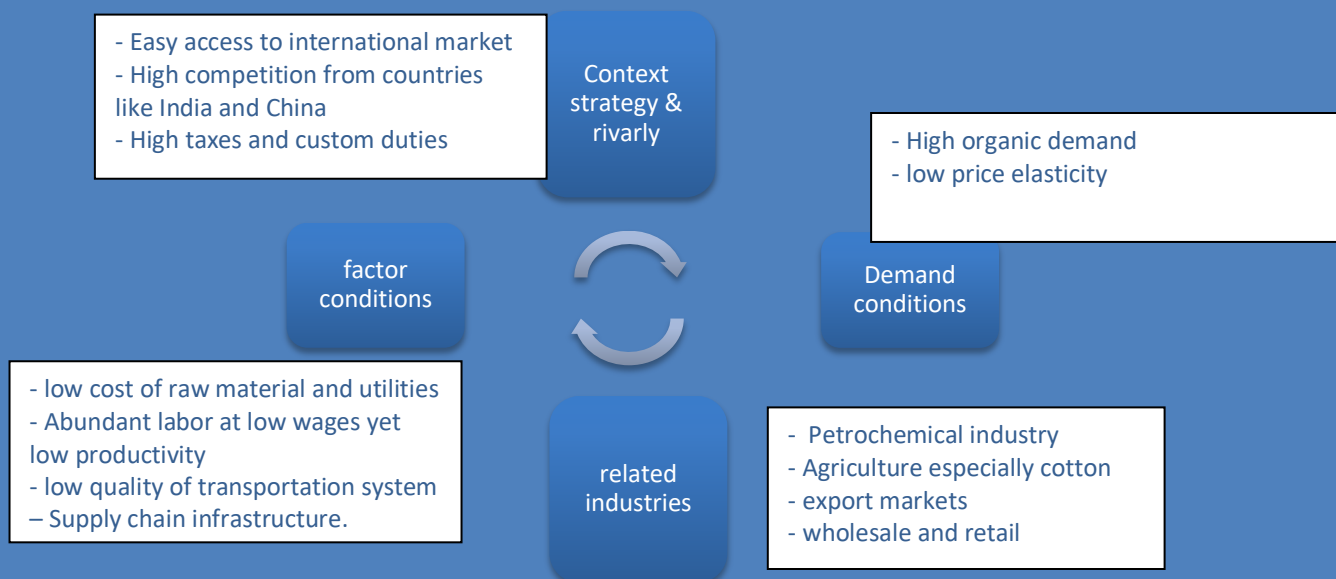 - Easy access to international market
- High competition from countries
like India and China
- High taxes and custom duties
Context
strategy &
rivarly
- High organic demand
- low price elasticity
factor
conditions
Demand
conditions
- low cost of raw material and utilities
- Abundant labor at low wages yet
low productivity
- low quality of transportation system
– Supply chain infrastructure.
related
industries
- Petrochemical industry
- Agriculture especially cotton
- export markets
- wholesale and retail